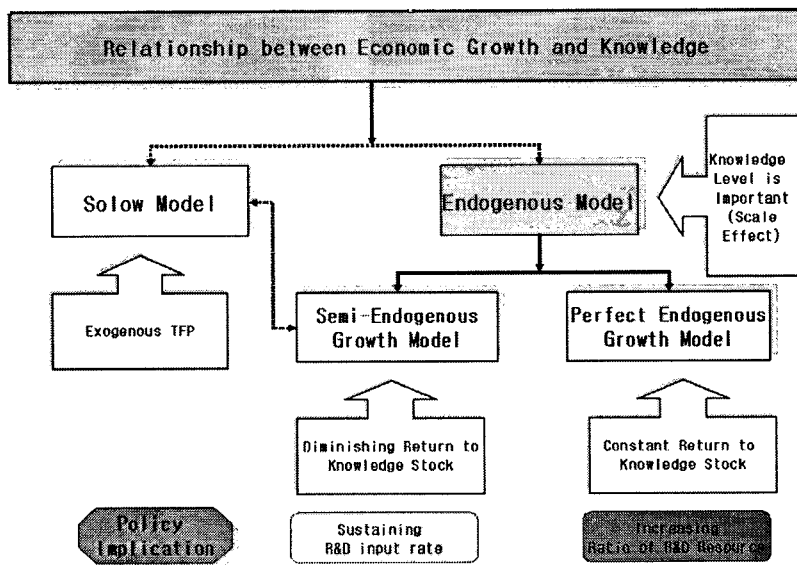 Relationship between Economic Growth and Knowledge
Knowledge
Level is
Important
(Scale
Effect)
Solow Model
Endogenous Model
Exogenous TFP
Semi-Endogenous
Growth Model
Perfect Endogenous
Growth Model
Diminishing Return to
Knowledge Stock
Constant Return to
Knowledge Stock
Policy
Implication
Sustaining
R&D input rate
Increasing
Ratio of R&D Resource